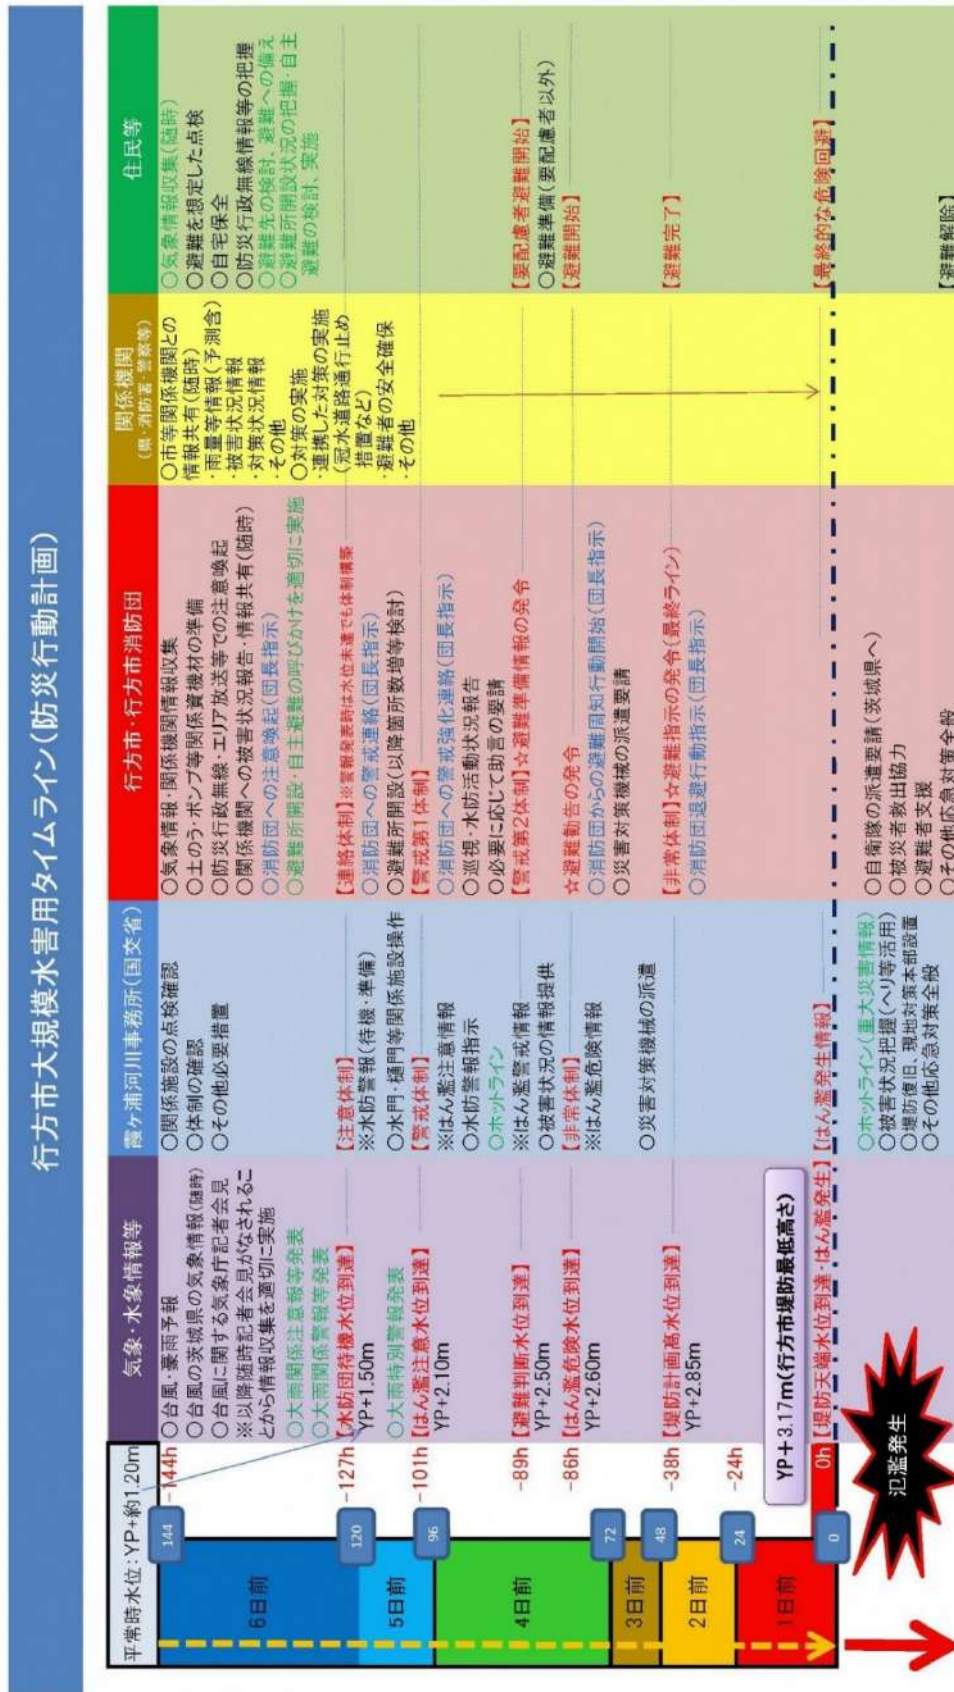 行方市大規模水害用タイムライン(防災行動計画)
平常時水位：YP+約1.20m
6日前
5日前
4日前
3日前
2日前
1日前
144
120
96
72
48
24
0
-144h
-127h
-101h
-89h
-86h
-38h
-24h
0h
氾濫発生
気象・水象情報等
○台風・豪雨予報
○台風の茨城県の気象情報(随時)
○台風に関する気象庁記者会見
※以降随時記者会見がなされるこ
とから情報収集を適切に実施
○大雨関係注意報等発表
○大雨関係警報等発表
【水防団待機水位到達】
YP+1.50m
○大雨特別警報発表
【はん濫注意水位到達】
YP+2.10m
【避難判断水位到達】
YP+2.50m
【はん濫危険水位到達】
YP+2.60m
【堤防計画高水位到達】
YP+2.85m
YP＋3.17m(行方市堤防最低高さ)
【堤防天端水位到達・はん濫発生】
霞ヶ浦河川事務所(国交省)
○関係施設の点検確認
○体制の確認
○その他必要措置
【注意体制】
※水防警報(待機・準備)
○水門・樋門等関係施設操作
【警戒体制】
※はん濫注意情報
○水防警報指示
○ホットライン
※はん濫警戒情報
○被害状況の情報提供
【非常体制】
※はん濫危険情報
○災害対策機械の派遣
【はん濫発生情報】
○ホットライン(重大災害情報)
○被害状況把握(ヘリ等活用)
○堤防復旧、現地対策本部設置
○その他応急対策全般
行方市・行方市消防団
○気象情報・関係機関情報収集
○土のう・ポンプ等関係資機材の準備
○防災行政無線・エリア放送等での注意喚起
○関係機関への被害状況報告・情報共有(随時)
○消防団への注意喚起(団長指示)
○避難所開設・自主避難の呼びかけを適切に実施
【連絡体制】※警報発表時は水位未達でも体制構築
○消防団への警戒連絡(団長指示)
○避難所開設(以降箇所数増等検討)
【警戒第1体制】
○消防団への警戒強化連絡(団長指示)
○巡視・水防活動状況報告
○必要に応じて助言の要請
【警戒第2体制】☆避難準備情報の発令
☆避難勧告の発令
○消防団からの避難周知行動開始(団長指示)
○災害対策機械の派遣要請
【非常体制】☆避難指示の発令(最終ライン)
○消防団退避行動指示(団長指示)
○自衛隊の派遣要請(茨城県へ)
○被災者救出協力
○避難者支援
○その他応急対策全般
関係機関
(県・消防署・警察等)
○市等関係機関との
情報共有(随時)
・雨量等情報(予測含)
・被害状況情報
・対策状況情報
・その他
○対策の実施
・連携した対策の実施
(冠水道路通行止め
措置など)
・避難者の安全確保
・その他
住民等
○気象情報収集(随時)
○避難を想定した点検
○自宅保全
○防災行政無線情報等の把握
○避難先の検討、避難への備え
○避難所開設状況の把握・自主
避難の検討、実施
【要配慮者避難開始】
○避難準備(要配慮者以外)
【避難開始】
【避難完了】
【最終的な危険回避】
【避難解除】